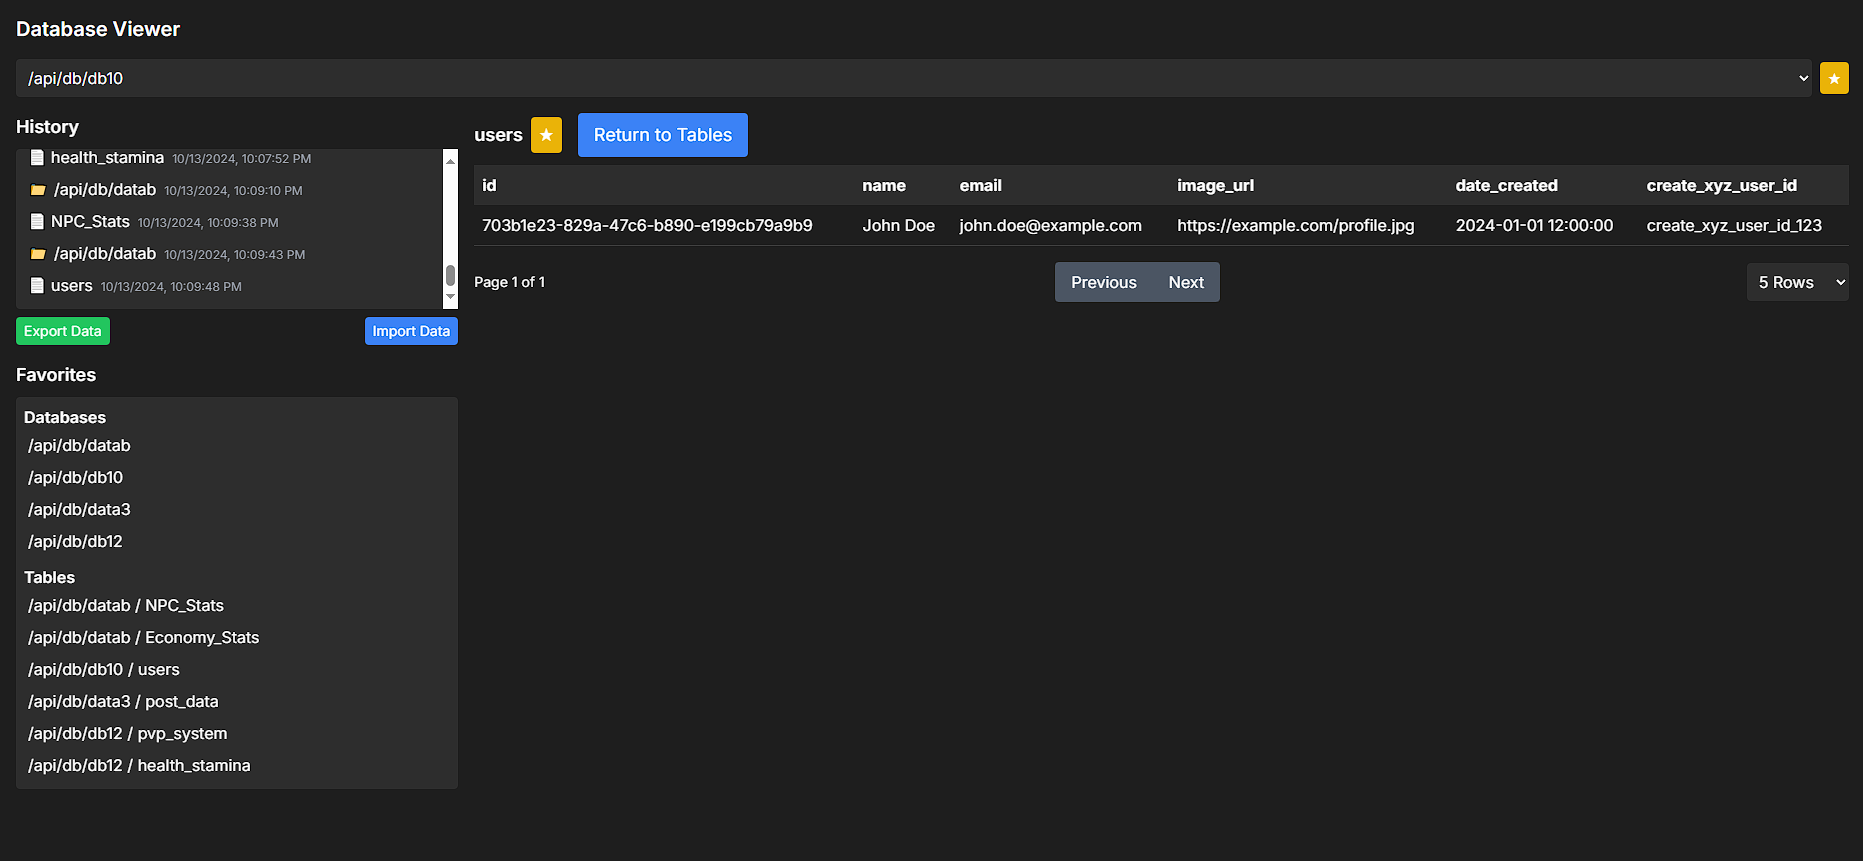 Database Viewer
/api/db/db10
History
health_stamina 10/13/2024, 10:07:52 PM
/api/db/datab 10/13/2024, 10:09:10 PM
NPC_Stats 10/13/2024, 10:09:38 PM
/api/db/datab 10/13/2024, 10:09:43 PM
users 10/13/2024, 10:09:48 PM
Export Data Import Data
Favorites
Databases
/api/db/datab
/api/db/db10
/api/db/data3
/api/db/db12
Tables
/api/db/datab / NPC_Stats
/api/db/datab / Economy_Stats
/api/db/db10 / users
/api/db/data3 / post_data
/api/db/db12 / pvp_system
/api/db/db12 / health_stamina
users Return to Tables
id name email image_url date_created create_xyz_user_id
703b1e23-829a-47c6-b890-e199cb79a9b9 John Doe john.doe@example.com https://example.com/profile.jpg 2024-01-01 12:00:00 create_xyz_user_id_123
Page 1 of 1 Previous Next 5 Rows